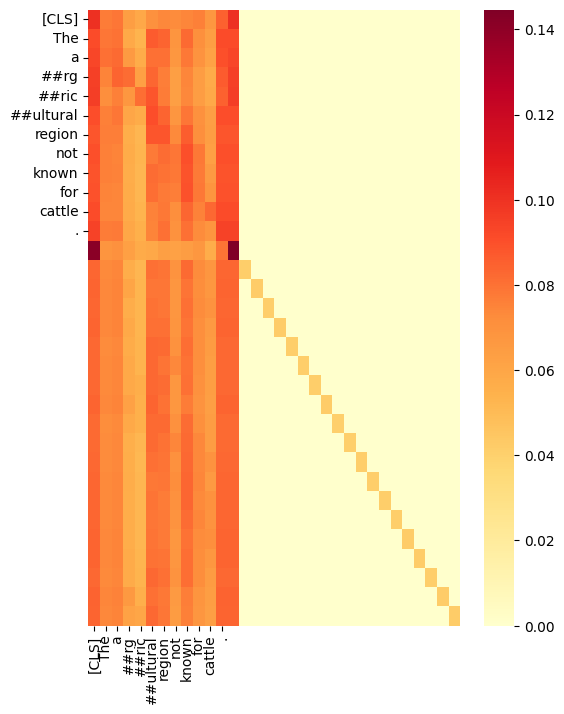 [CLS]
The
a
##rg
##ric
##ultural
region
not
known
for
cattle
.
0.14
0.12
0.10
0.08
0.06
0.04
0.02
0.00
[CLS]
The
a
##rg
##ric
##ultural
region
not
known
for
cattle
.